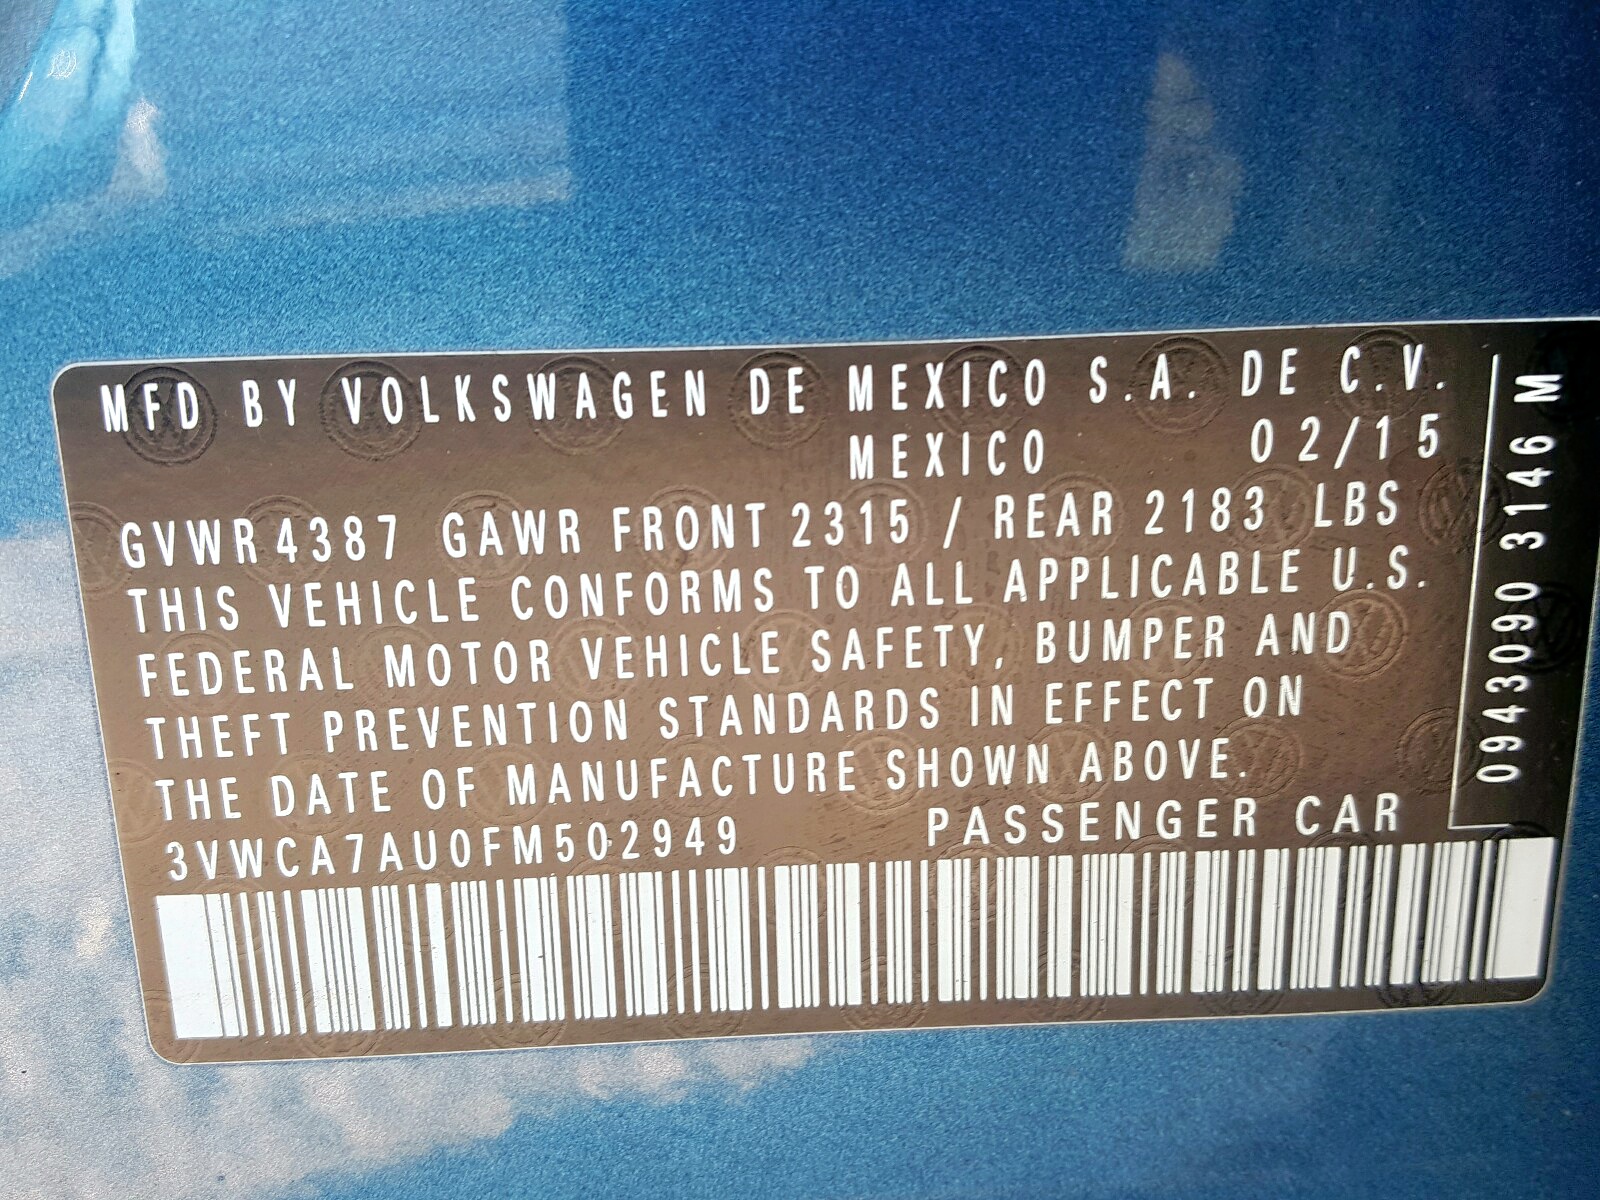 MFD BY VOLKSWAGEN DE MEXICO S.A. DE C.V.
MEXICO 02/15
GVWR 4387 GAWR FRONT 2315 / REAR 2183 LBS
THIS VEHICLE CONFORMS TO ALL APPLICABLE U.S.
FEDERAL MOTOR VEHICLE SAFETY, BUMPER AND
THEFT PREVENTION STANDARDS IN EFFECT ON
THE DATE OF MANUFACTURE SHOWN ABOVE.
3VWCA7AU0FM502949 PASSENGER CAR
0943090 3146 M